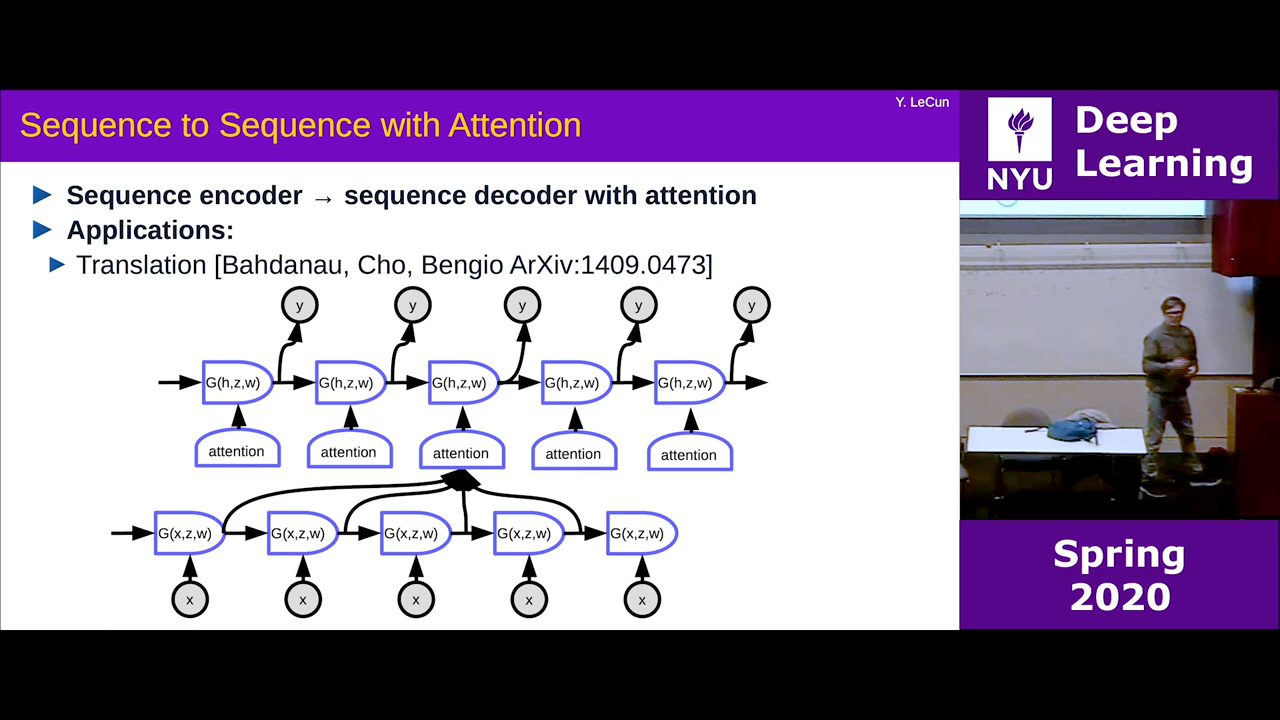 Y. LeCun
Sequence to Sequence with Attention
Sequence encoder → sequence decoder with attention
Applications:
Translation [Bahdanau, Cho, Bengio ArXiv:1409.0473]
y y y y y
G(h,z,w) G(h,z,w) G(h,z,w) G(h,z,w) G(h,z,w)
attention attention attention attention attention
G(x,z,w) G(x,z,w) G(x,z,w) G(x,z,w) G(x,z,w)
x x x x x
NYU
Deep
Learning
Spring
2020